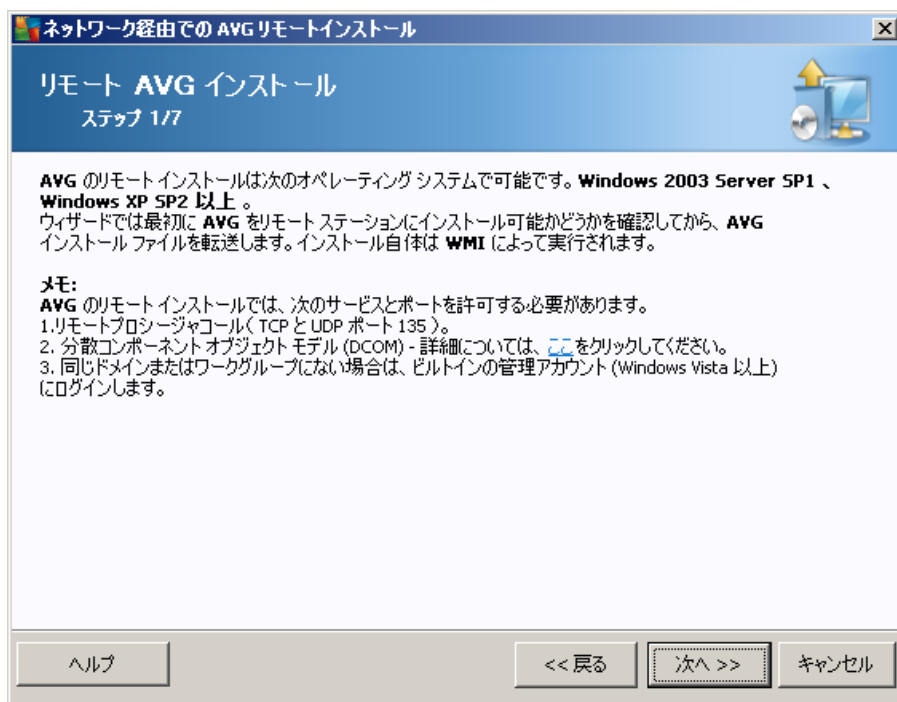 ネットワーク経由での AVG リモートインストール
リモート AVG インストール
ステップ 1/7
AVG のリモート インストールは次のオペレーティング システムで可能です。Windows 2003 Server SP1 、
Windows XP SP2 以上 。
ウィザードでは最初に AVG をリモート ステーションにインストール可能かどうかを確認してから、AVG
インストール ファイルを転送します。インストール自体は WMI によって実行されます。
メモ:
AVG のリモート インストールでは、次のサービスとポートを許可する必要があります。
1.リモートプロシージャコール( TCP と UDP ポート 135 )。
2. 分散コンポーネント オブジェクト モデル (DCOM) - 詳細については、ここをクリックしてください。
3. 同じドメインまたはワークグループにない場合は、ビルトインの管理アカウント (Windows Vista 以上)
にログインします。
ヘルプ
<< 戻る
次へ >>
キャンセル